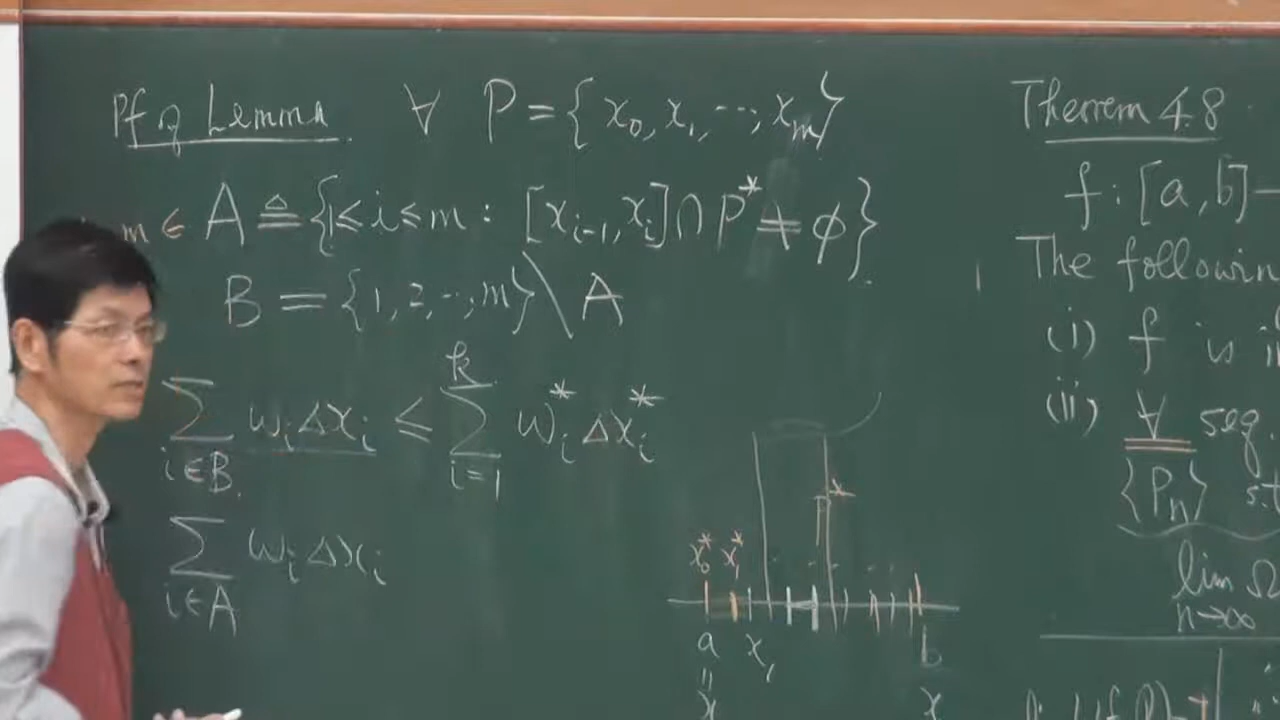 Pf of Lemma ∀ P = {x₀, x₁, ..., xₘ}
m ∈ A ≜ {1 ≤ i ≤ m : [xᵢ₋₁, xᵢ] ∩ P* ≠ ϕ}.
B = {1, 2, .., m} \ A
∑_{i∈B} ωᵢ Δxᵢ ≤ ∑_{i=1}^{k} ωᵢ* Δxᵢ*
∑_{i∈A} ωᵢ Δxᵢ
x₀* x₁*
a x₁ b
Theorem 4.8
f : [a, b]
The followin
(i) f is i
(ii) ∀ seq.
{Pₙ} s.t
lim_{n→∞} Ω